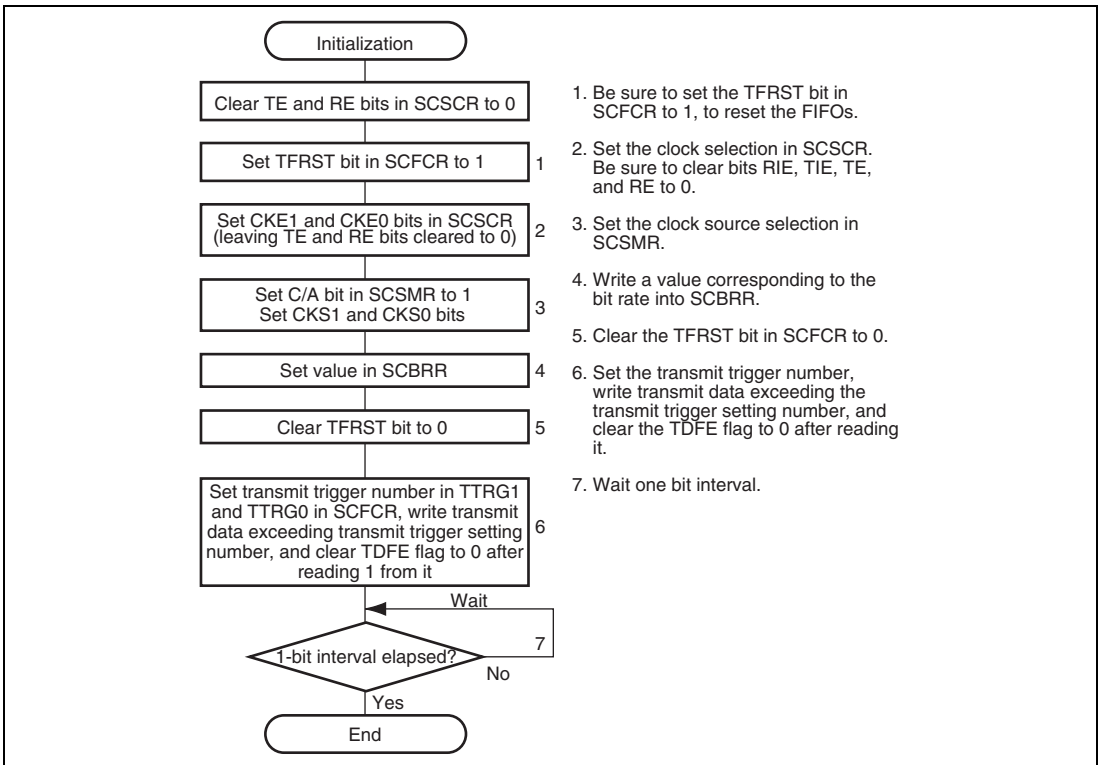 Initialization
Clear TE and RE bits in SCSCR to 0
Set TFRST bit in SCFCR to 1
1
Set CKE1 and CKE0 bits in SCSCR
(leaving TE and RE bits cleared to 0)
2
Set C/A bit in SCSMR to 1
Set CKS1 and CKS0 bits
3
Set value in SCBRR
4
Clear TFRST bit to 0
5
Set transmit trigger number in TTRG1
and TTRG0 in SCFCR, write transmit
data exceeding transmit trigger setting
number, and clear TDFE flag to 0 after
reading 1 from it
6
Wait
1-bit interval elapsed?
7
No
Yes
End
1. Be sure to set the TFRST bit in
SCFCR to 1, to reset the FIFOs.
2. Set the clock selection in SCSCR.
Be sure to clear bits RIE, TIE, TE,
and RE to 0.
3. Set the clock source selection in
SCSMR.
4. Write a value corresponding to the
bit rate into SCBRR.
5. Clear the TFRST bit in SCFCR to 0.
6. Set the transmit trigger number,
write transmit data exceeding the
transmit trigger setting number, and
clear the TDFE flag to 0 after reading
it.
7. Wait one bit interval.